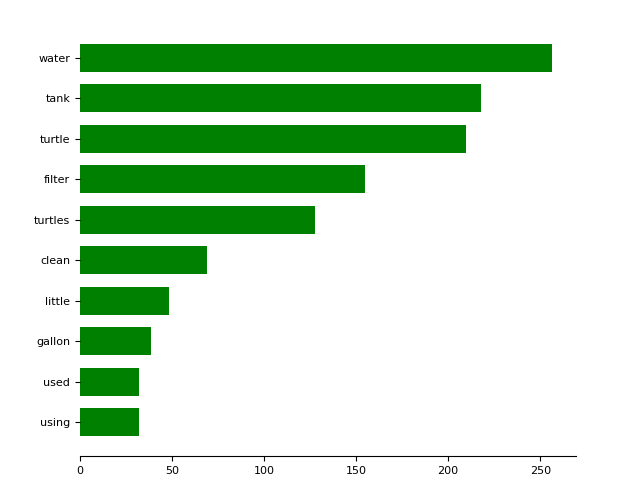 water
tank
turtle
filter
turtles
clean
little
gallon
used
using
0 50 100 150 200 250